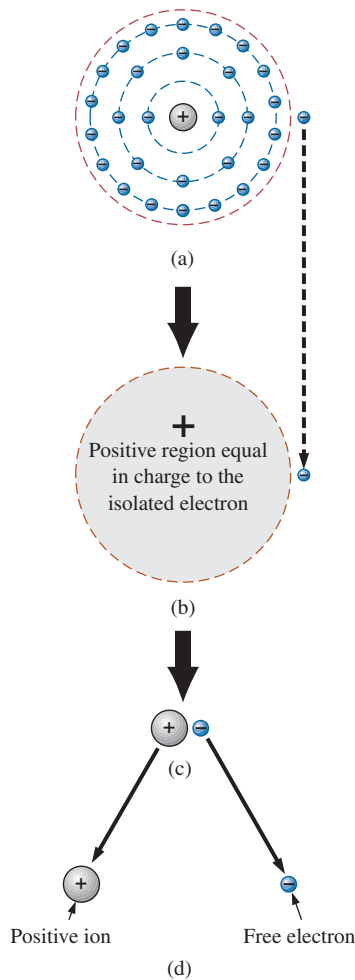 (a)
+
Positive region equal
in charge to the
isolated electron
(b)
+ −
(c)
+ −
Positive ion Free electron
(d)